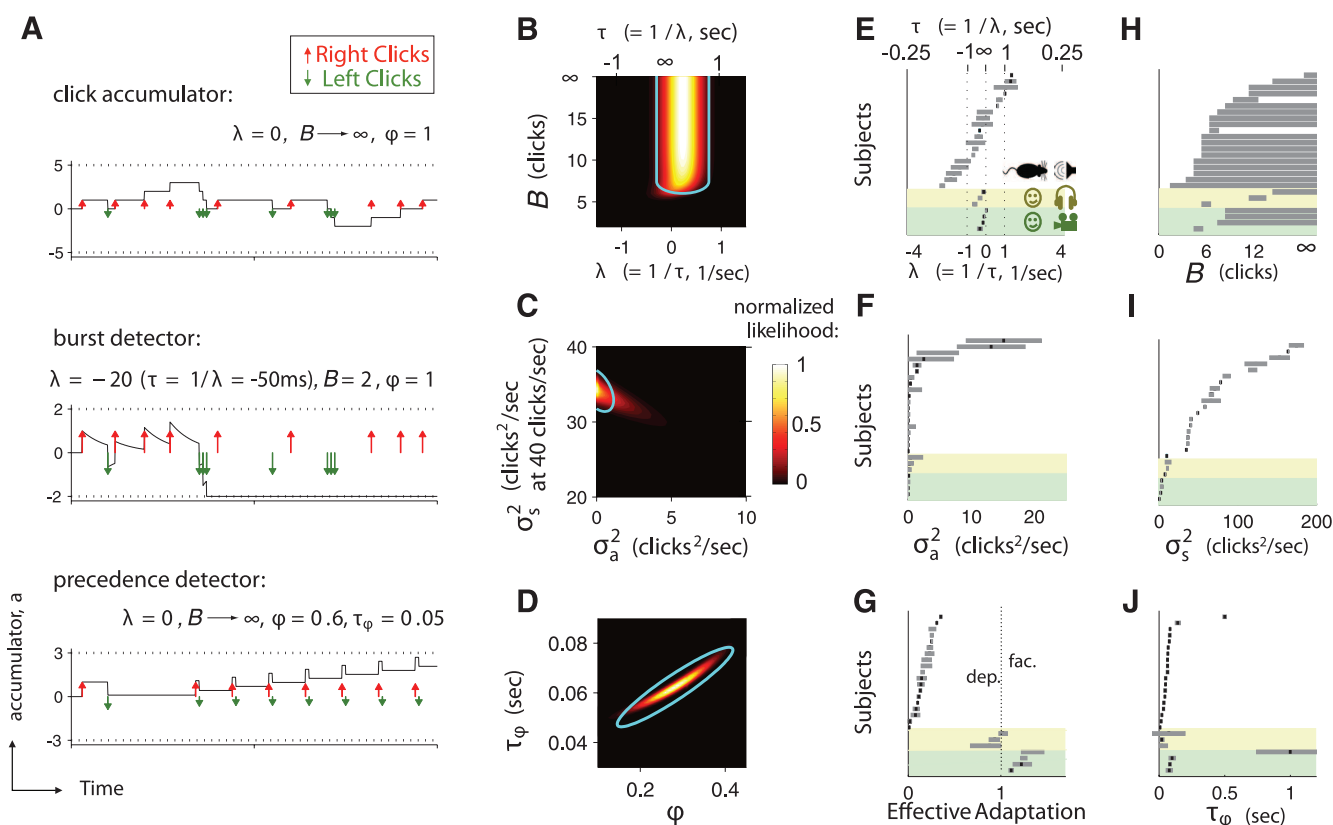 A
Right Clicks
Left Clicks
click accumulator:
λ = 0, B → ∞, φ = 1
5
0
-5
burst detector:
λ = −20 (τ = 1/λ = -50ms), B = 2, φ = 1
2
0
-2
precedence detector:
λ = 0, B → ∞, φ = 0.6, τφ = 0.05
3
0
-3
accumulator, a
Time
B
τ (= 1/λ, sec)
-1 ∞ 1
∞
15
10
5
B (clicks)
-1 0 1
λ (= 1/τ, 1/sec)
C
normalized
likelihood:
1
0.5
0
40
30
20
σs² (clicks²/sec
at 40 clicks/sec)
0 5 10
σa² (clicks²/sec)
D
0.08
0.06
0.04
τφ (sec)
0.2 0.4
φ
E
τ (= 1/λ, sec)
-0.25 -1 ∞ 1 0.25
Subjects
-4 -1 0 1 4
λ (= 1/τ, 1/sec)
F
Subjects
0 10 20
σa² (clicks²/sec)
G
Subjects
dep.
fac.
0 1
Effective Adaptation
H
0 6 12 ∞
B (clicks)
I
0 100 200
σs² (clicks²/sec)
J
0 0.5 1
τφ (sec)